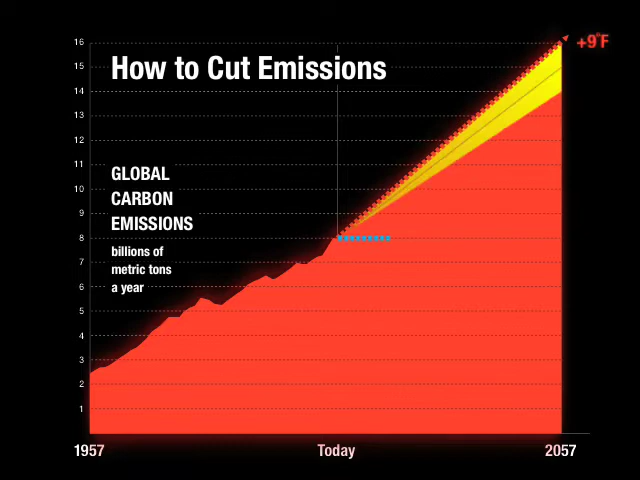 How to Cut Emissions
+9°F
GLOBAL
CARBON
EMISSIONS
billions of
metric tons
a year
16
15
14
13
12
11
10
9
8
7
6
5
4
3
2
1
1957
Today
2057